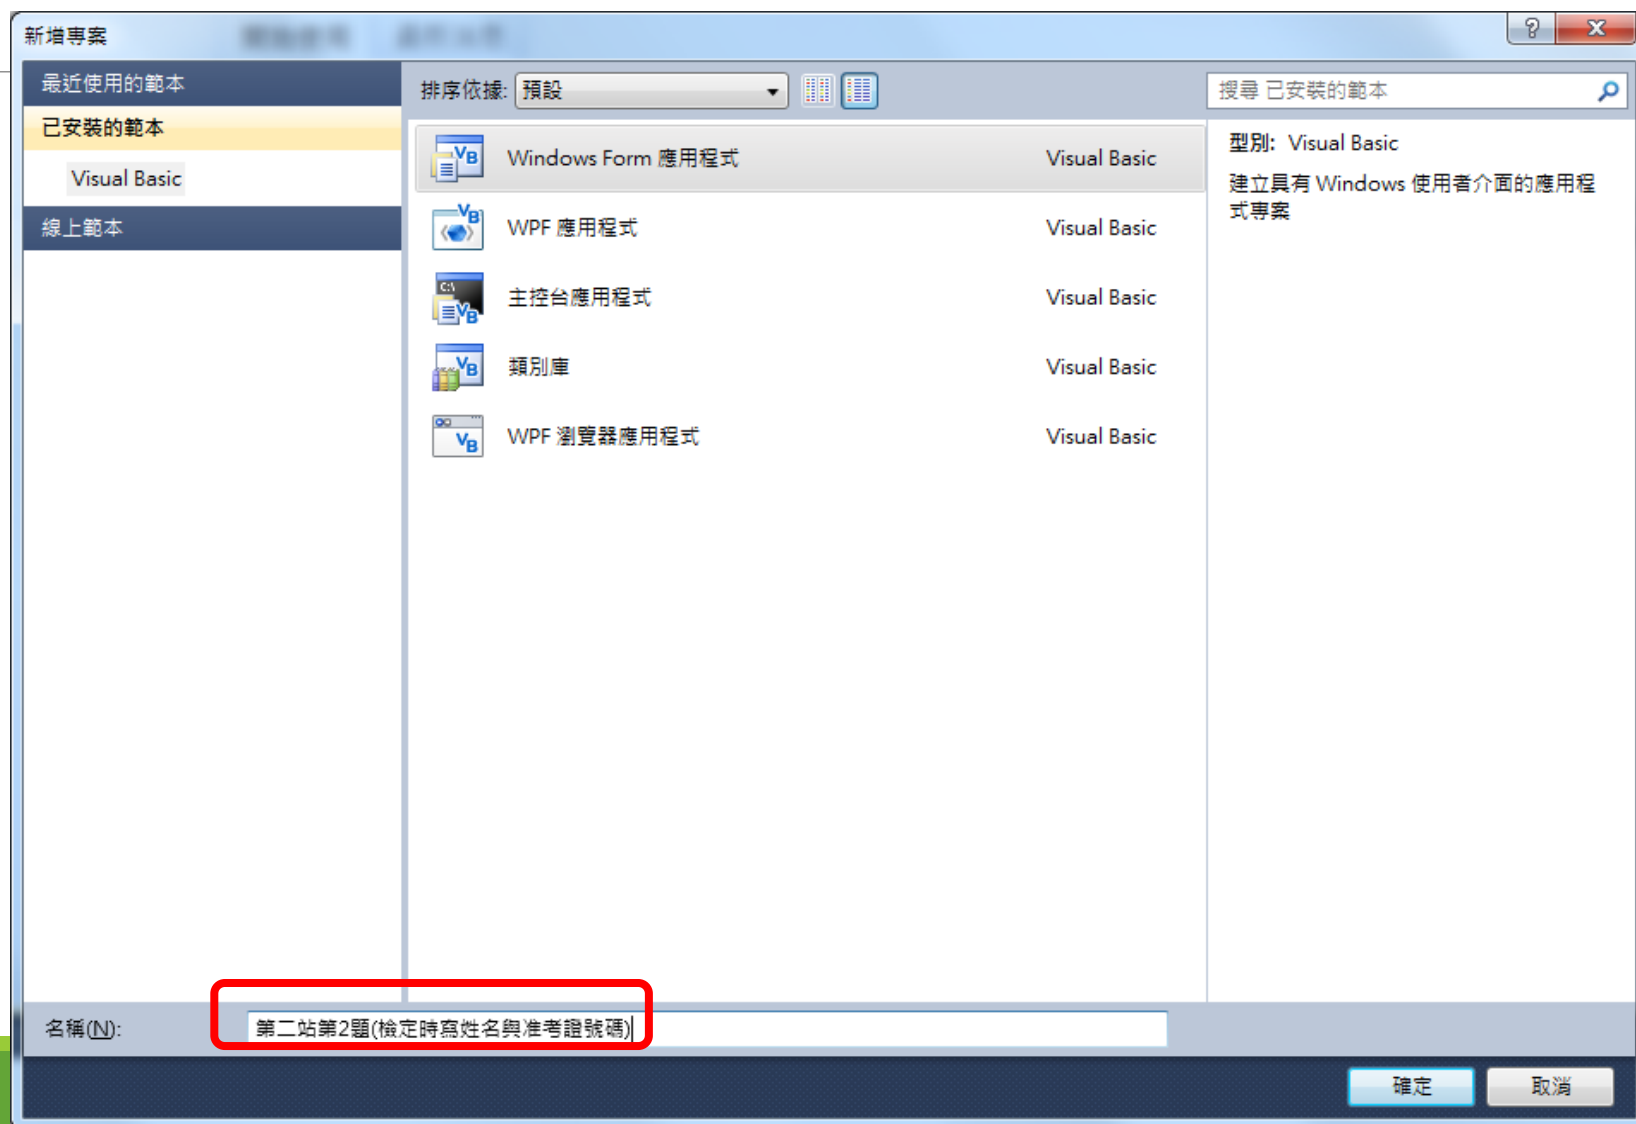 新增專案
最近使用的範本
已安裝的範本
Visual Basic
線上範本
排序依據: 預設
搜尋 已安裝的範本
Windows Form 應用程式 Visual Basic
WPF 應用程式 Visual Basic
主控台應用程式 Visual Basic
類別庫 Visual Basic
WPF 瀏覽器應用程式 Visual Basic
型別: Visual Basic
建立具有 Windows 使用者介面的應用程
式專案
名稱(N): 第二站第2題(檢定時寫姓名與准考證號碼)
確定 取消